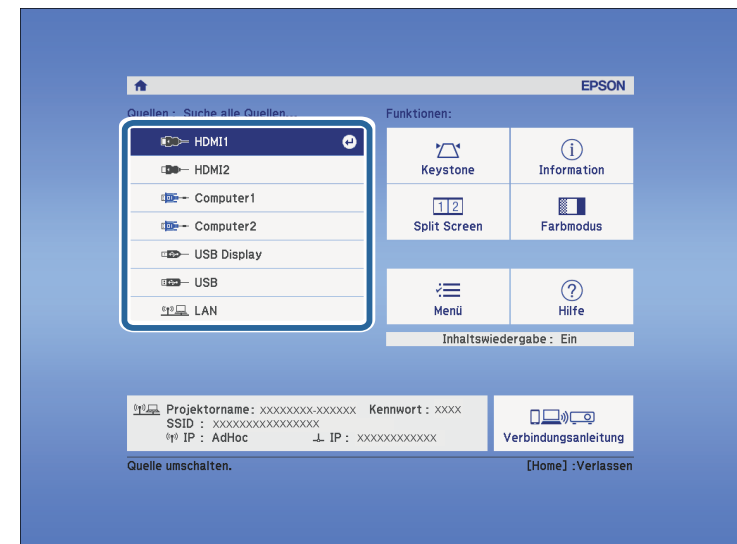 EPSON
Quellen : Suche alle Quellen...
HDMI1
HDMI2
Computer1
Computer2
USB Display
USB
LAN
Funktionen:
Keystone
Information
1 2
Split Screen
Farbmodus
Menü
Hilfe
Inhaltswiedergabe : Ein
Projektorname: xxxxxxxx-xxxxxx Kennwort : xxxx
SSID : xxxxxxxxxxxxxxxx
IP : AdHoc IP : xxxxxxxxxxxx
Verbindungsanleitung
Quelle umschalten.
[Home] :Verlassen